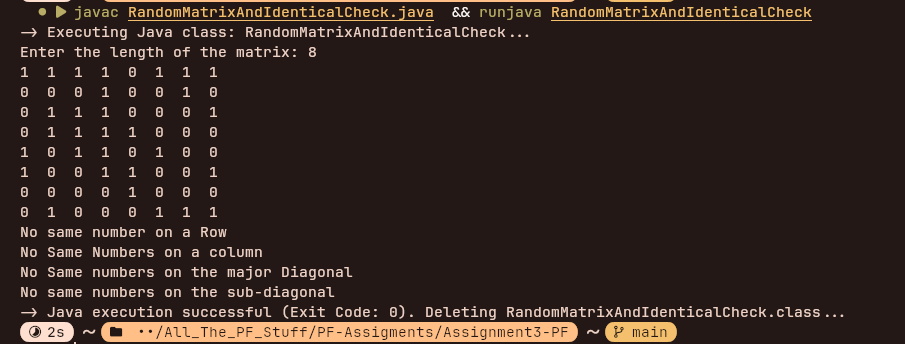 javac RandomMatrixAndIdenticalCheck.java && runjava RandomMatrixAndIdenticalCheck
—> Executing Java class: RandomMatrixAndIdenticalCheck...
Enter the length of the matrix: 8
1 1 1 1 0 1 1 1
0 0 0 1 0 0 1 0
0 1 1 1 0 0 0 1
0 1 1 1 1 0 0 0
1 0 1 1 0 1 0 0
1 0 0 1 1 0 0 1
0 0 0 0 1 0 0 0
0 1 0 0 0 1 1 1
No same number on a Row
No Same Numbers on a column
No Same numbers on the major Diagonal
No same numbers on the sub-diagonal
—> Java execution successful (Exit Code: 0). Deleting RandomMatrixAndIdenticalCheck.class...
2s ~ ··/All_The_PF_Stuff/PF-Assigments/Assignment3-PF ~ main